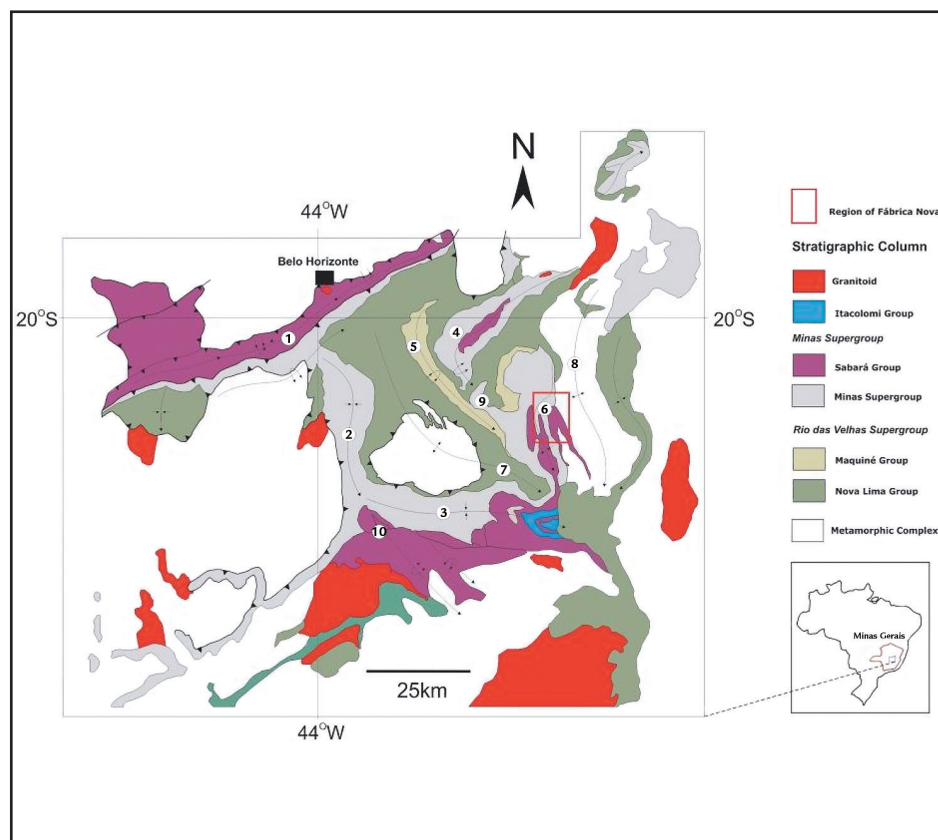 N
44°W
Belo Horizonte
20°S
20°S
1
2
3
4
5
6
7
8
9
10
25km
44°W
Region of Fábrica Nova
Stratigraphic Column
Granitoid
Itacolomi Group
Minas Supergroup
Sabará Group
Minas Supergroup
Rio das Velhas Supergroup
Maquiné Group
Nova Lima Group
Metamorphic Complex
Minas Gerais